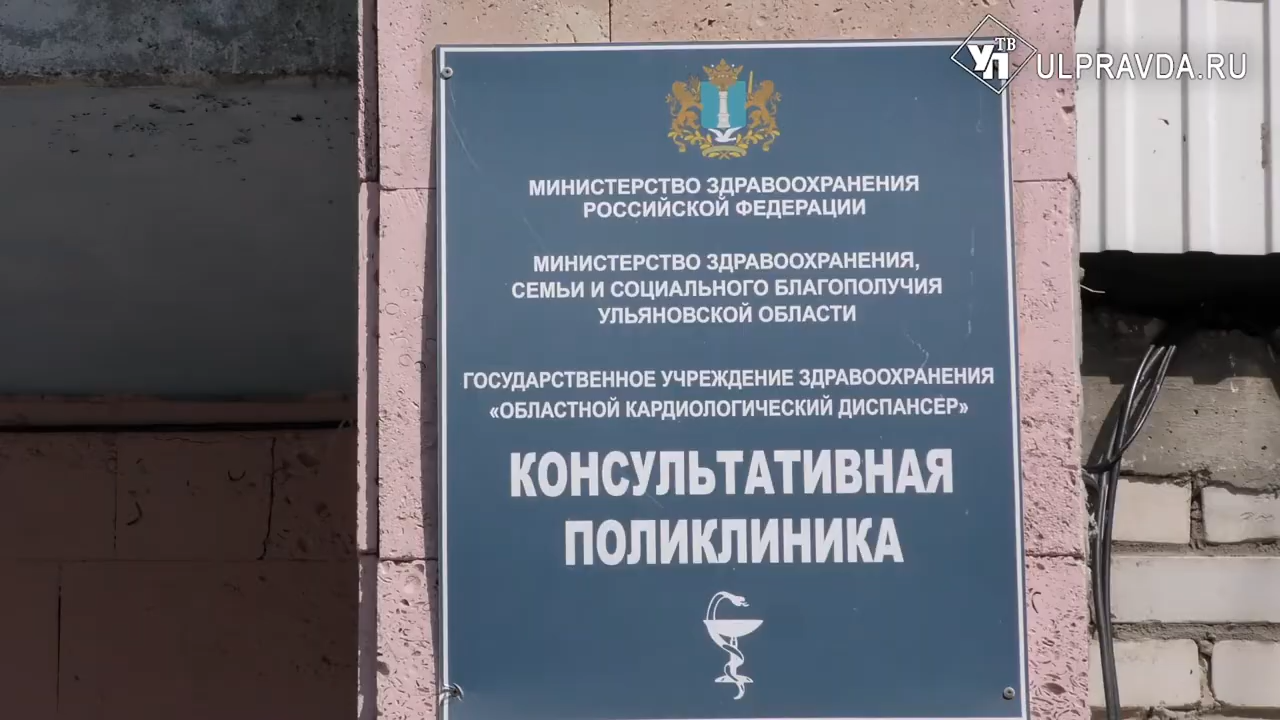 УП ТВ ULPRAVDA.RU
МИНИСТЕРСТВО ЗДРАВООХРАНЕНИЯ
РОССИЙСКОЙ ФЕДЕРАЦИИ
МИНИСТЕРСТВО ЗДРАВООХРАНЕНИЯ,
СЕМЬИ И СОЦИАЛЬНОГО БЛАГОПОЛУЧИЯ
УЛЬЯНОВСКОЙ ОБЛАСТИ
ГОСУДАРСТВЕННОЕ УЧРЕЖДЕНИЕ ЗДРАВООХРАНЕНИЯ
«ОБЛАСТНОЙ КАРДИОЛОГИЧЕСКИЙ ДИСПАНСЕР»
КОНСУЛЬТАТИВНАЯ
ПОЛИКЛИНИКА